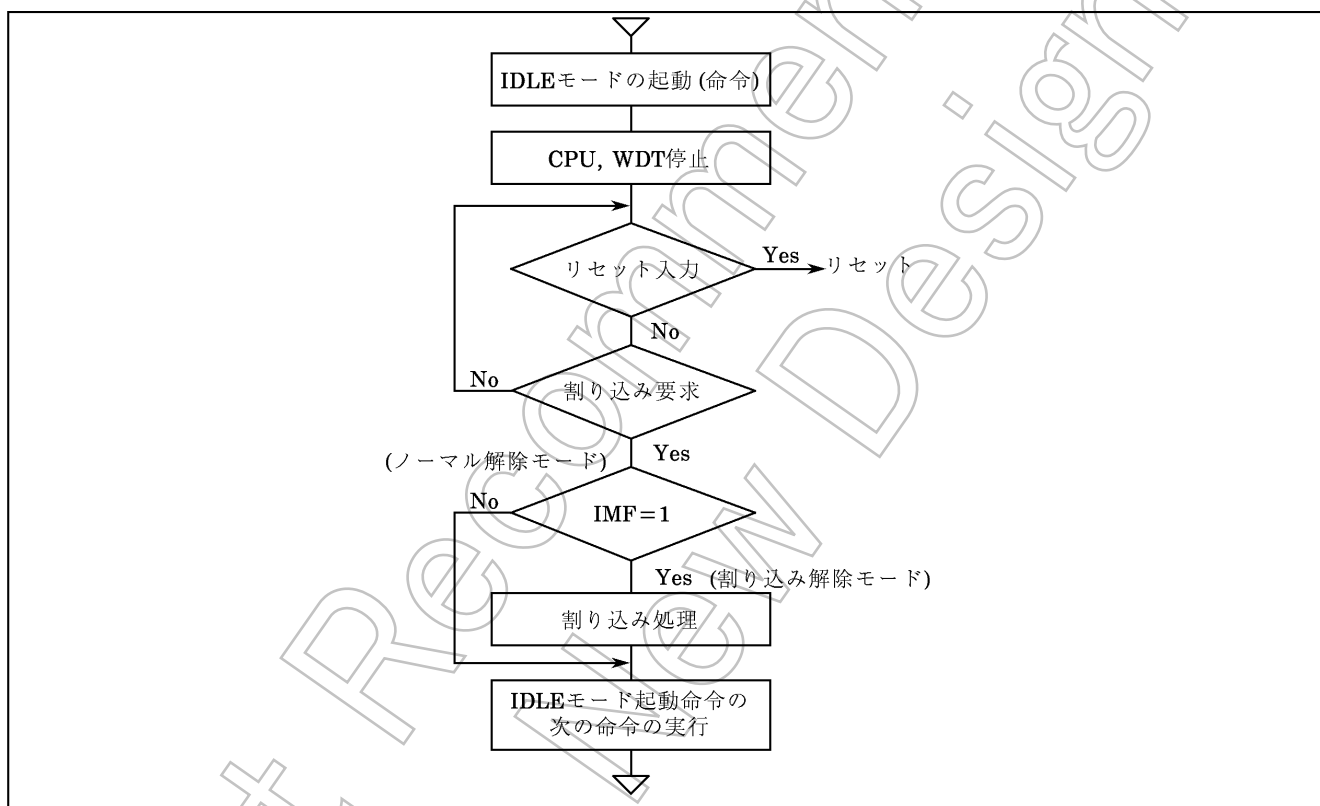 IDLEモードの起動 (命令)
CPU, WDT停止
リセット入力
Yes
リセット
No
割り込み要求
No
Yes
(ノーマル解除モード)
No
IMF=1
Yes (割り込み解除モード)
割り込み処理
IDLEモード起動命令の
次の命令の実行
Recommen
New Design